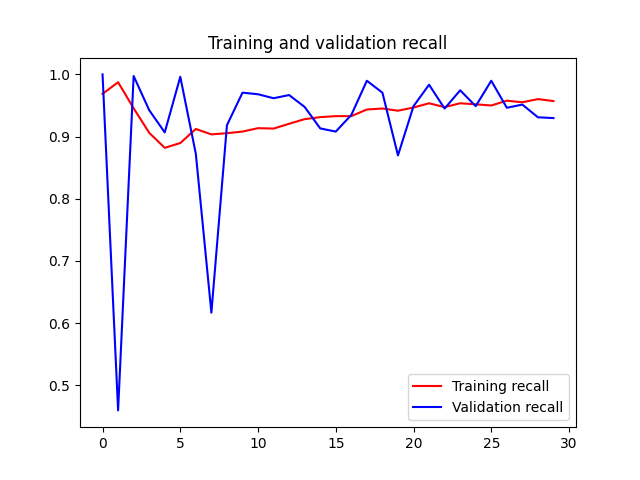 Training and validation recall
1.0
0.9
0.8
0.7
0.6
0.5
0 5 10 15 20 25 30
Training recall
Validation recall